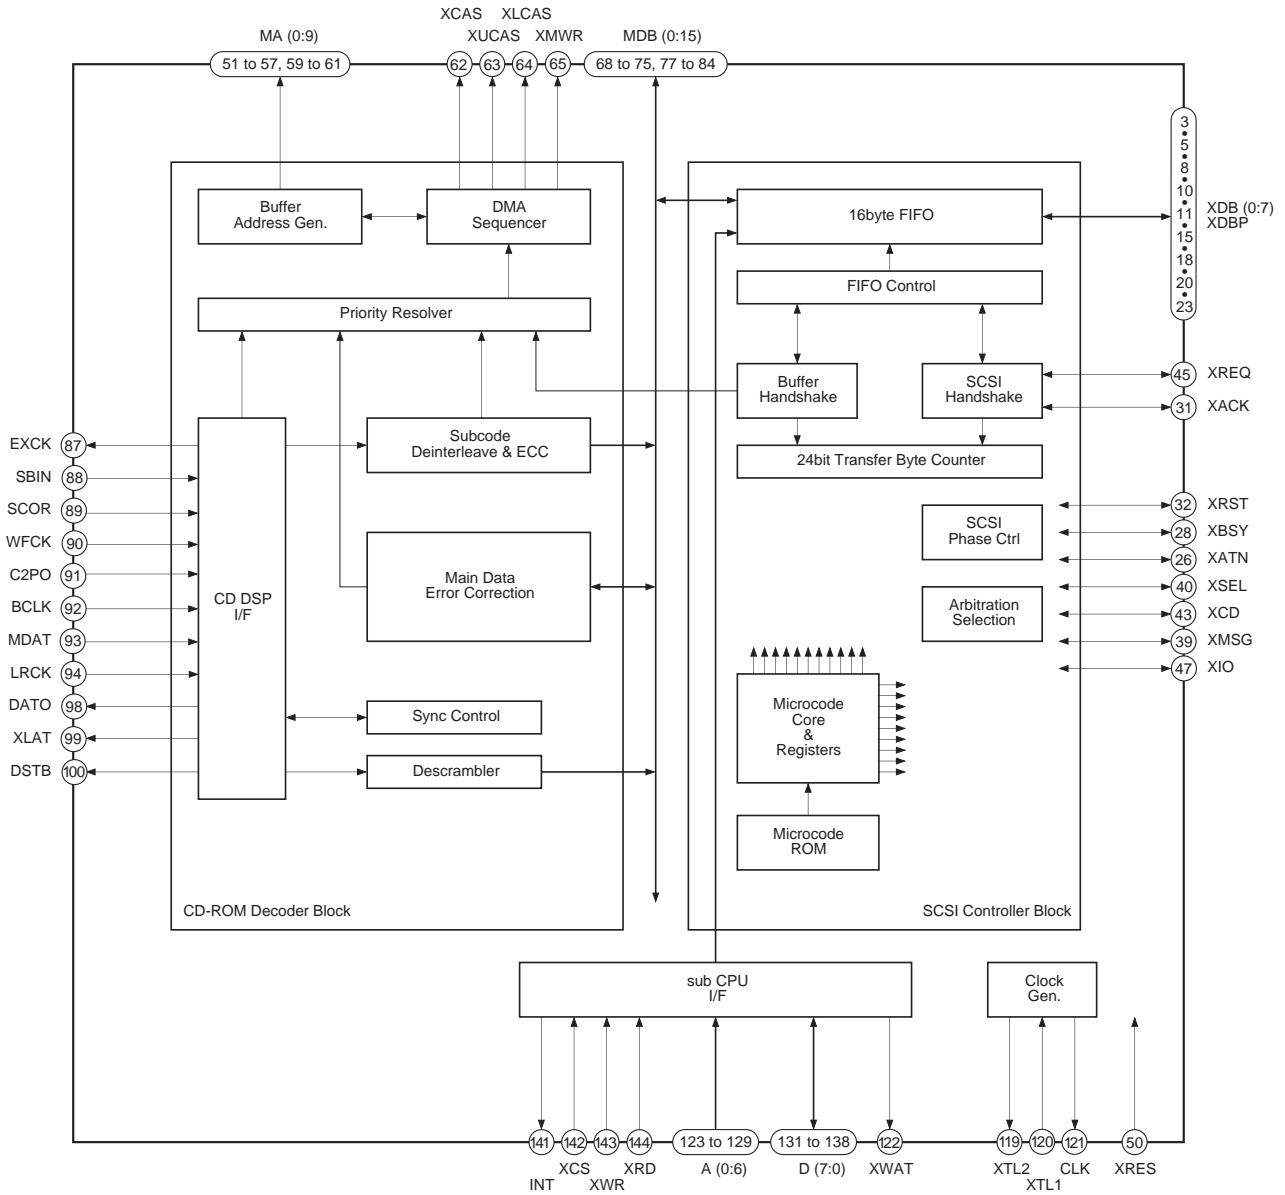 XCAS XLCAS
MA (0:9) XUCAS XMWR MDB (0:15)
51 to 57, 59 to 61 62 63 64 65 68 to 75, 77 to 84
3
5
8
10
11
15
18
20
23
XDB (0:7)
XDBP
Buffer
Address Gen.
DMA
Sequencer
16byte FIFO
FIFO Control
Priority Resolver
Buffer
Handshake
SCSI
Handshake
45 XREQ
31 XACK
24bit Transfer Byte Counter
EXCK 87
SBIN 88
SCOR 89
WFCK 90
C2PO 91
BCLK 92
MDAT 93
LRCK 94
DATO 98
XLAT 99
DSTB 100
CD DSP
I/F
Subcode
Deinterleave & ECC
Main Data
Error Correction
Sync Control
Descrambler
SCSI
Phase Ctrl
Arbitration
Selection
32 XRST
28 XBSY
26 XATN
40 XSEL
43 XCD
39 XMSG
47 XIO
Microcode
Core
&
Registers
Microcode
ROM
CD-ROM Decoder Block
SCSI Controller Block
sub CPU
I/F
Clock
Gen.
141 142 143 144 123 to 129 131 to 138 122 119 120 121 50
XCS XRD A (0:6) D (7:0) XWAT XTL2 CLK XRES
INT XWR XTL1